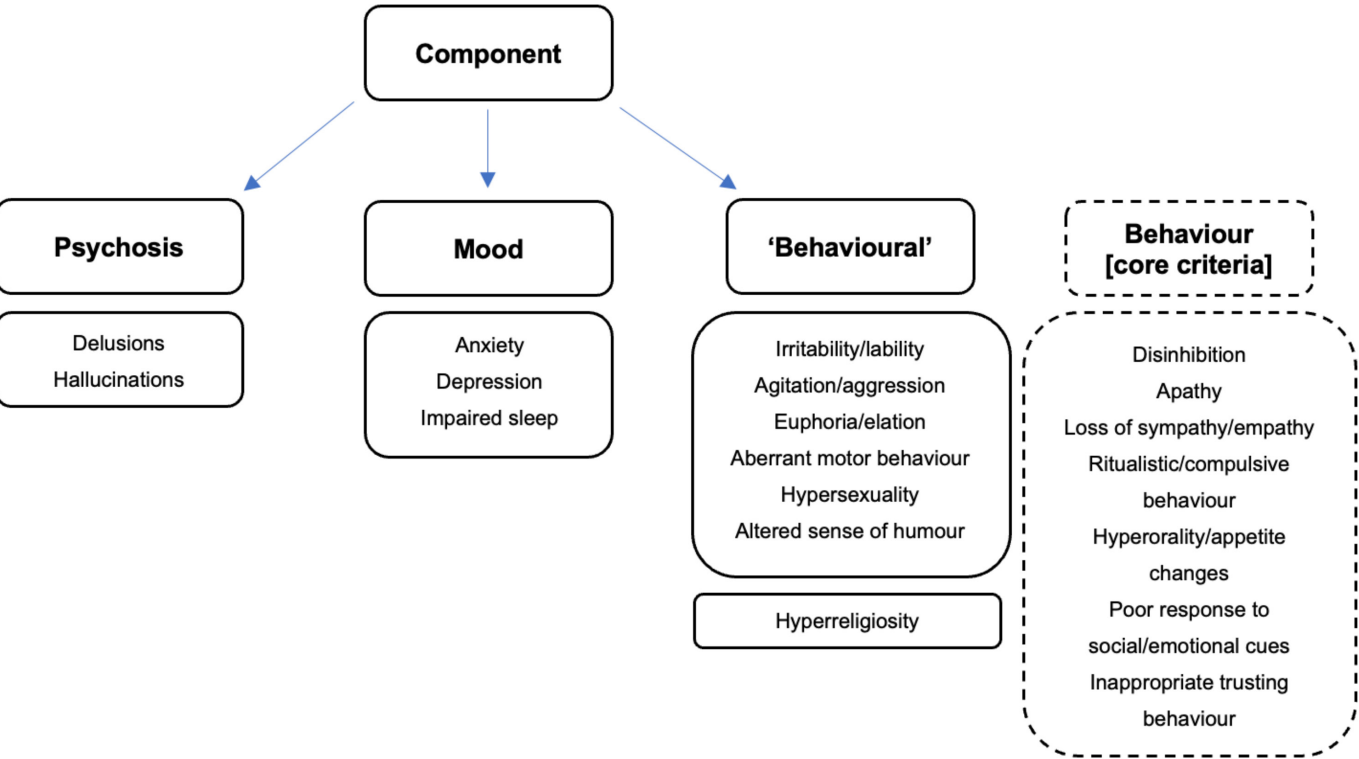 Component
Psychosis
Delusions
Hallucinations
Mood
Anxiety
Depression
Impaired sleep
‘Behavioural’
Irritability/lability
Agitation/aggression
Euphoria/elation
Aberrant motor behaviour
Hypersexuality
Altered sense of humour
Hyperreligiosity
Behaviour
[core criteria]
Disinhibition
Apathy
Loss of sympathy/empathy
Ritualistic/compulsive
behaviour
Hyperorality/appetite
changes
Poor response to
social/emotional cues
Inappropriate trusting
behaviour